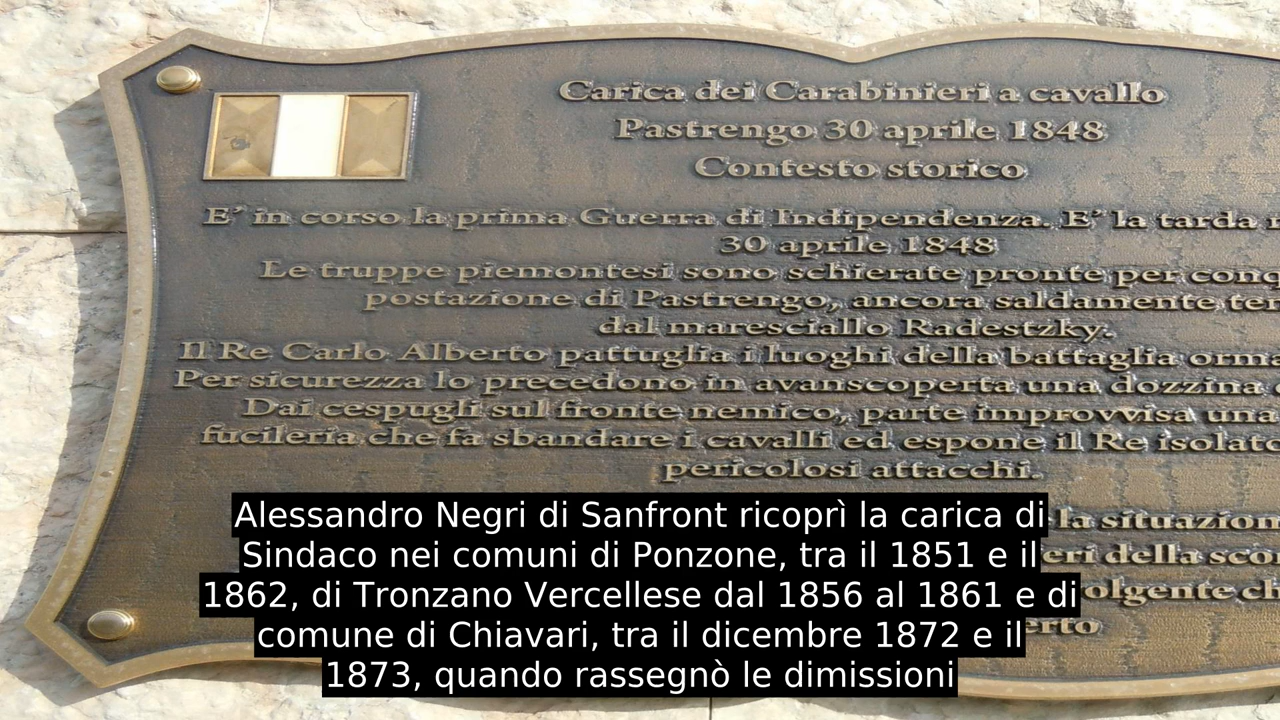 Carica dei Carabinieri a cavallo
Pastrengo 30 aprile 1848
Contesto storico
E' in corso la prima Guerra di Indipendenza. E' la tarda
30 aprile 1848
Le truppe piemontesi sono schierate pronte per
postazione di Pastrengo, ancora saldamente
dal maresciallo Radestzky.
Il Re Carlo Alberto pattuglia i luoghi della battaglia
Per sicurezza lo precedono in avanscoperta una dozzina
Dai cespugli sul fronte nemico, parte improvvisa una
fucileria che fa sbandare i cavalli ed espone il Re
pericolosi attacchi.
la
della
Alessandro Negri di Sanfront ricoprì la carica di
Sindaco nei comuni di Ponzone, tra il 1851 e il
1862, di Tronzano Vercellese dal 1856 al 1861 e di
comune di Chiavari, tra il dicembre 1872 e il
1873, quando rassegnò le dimissioni